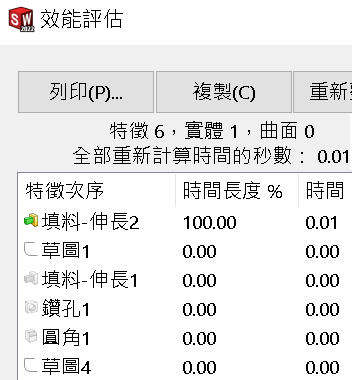 SW 2022 效能評估
列印(P)... 複製(C) 重新
特徵 6，實體 1，曲面 0
全部重新計算時間的秒數： 0.01
特徵次序 時間長度 % 時間
填料-伸長2 100.00 0.01
草圖1 0.00 0.00
填料-伸長1 0.00 0.00
鑽孔1 0.00 0.00
圓角1 0.00 0.00
草圖4 0.00 0.00